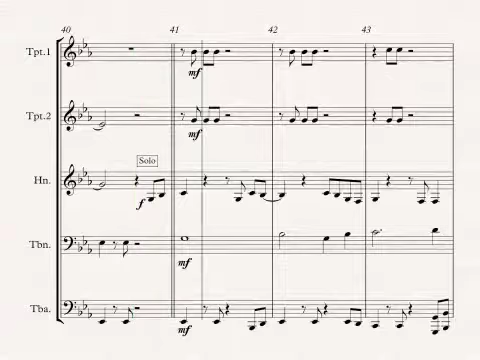 40 41 42 43
Tpt.1
mf
Tpt.2
mf
Solo
Hn.
f
Tbn.
mf
Tba.
mf